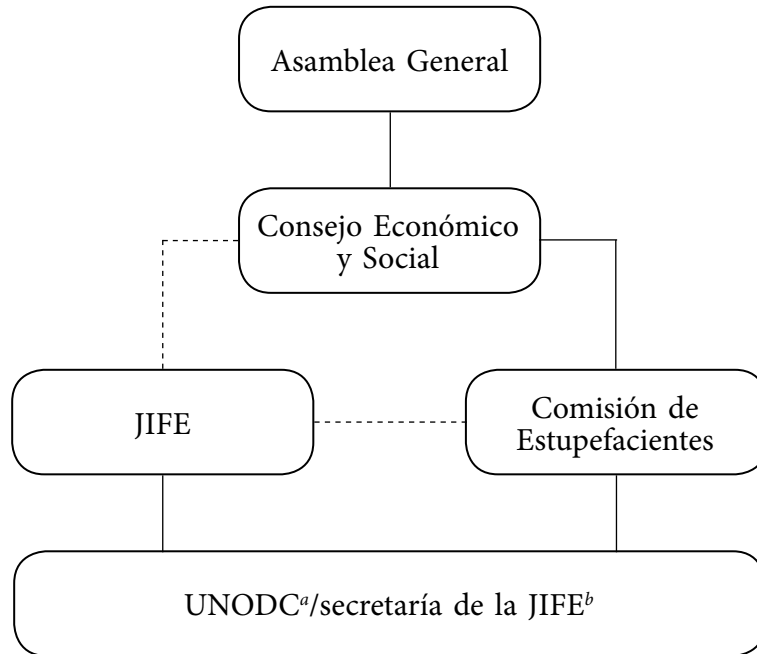 Asamblea General
Consejo Económico
y Social
JIFE
Comisión de
Estupefacientes
UNODCᵃ/secretaría de la JIFEᵇ